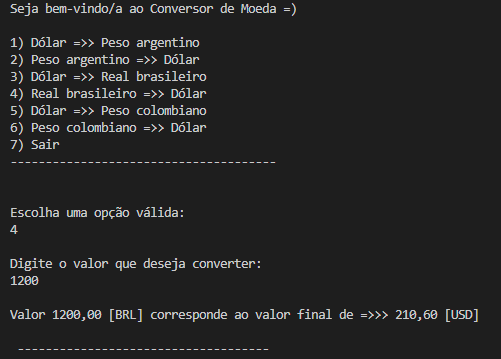 Seja bem-vindo/a ao Conversor de Moeda =)
1) Dólar =>> Peso argentino
2) Peso argentino =>> Dólar
3) Dólar =>> Real brasileiro
4) Real brasileiro =>> Dólar
5) Dólar =>> Peso colombiano
6) Peso colombiano =>> Dólar
7) Sair
--------------------------------------
Escolha uma opção válida:
4
Digite o valor que deseja converter:
1200
Valor 1200,00 [BRL] corresponde ao valor final de =>>> 210,60 [USD]
------------------------------------